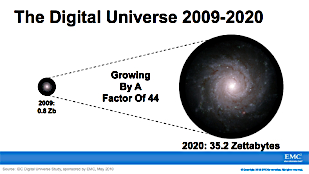 The Digital Universe 2009-2020
Growing
By A
Factor Of 44
2009:
0.8 Zb
2020: 35.2 Zettabytes
EMC²
Source: IDC Digital Universe Study, sponsored by EMC, May 2010